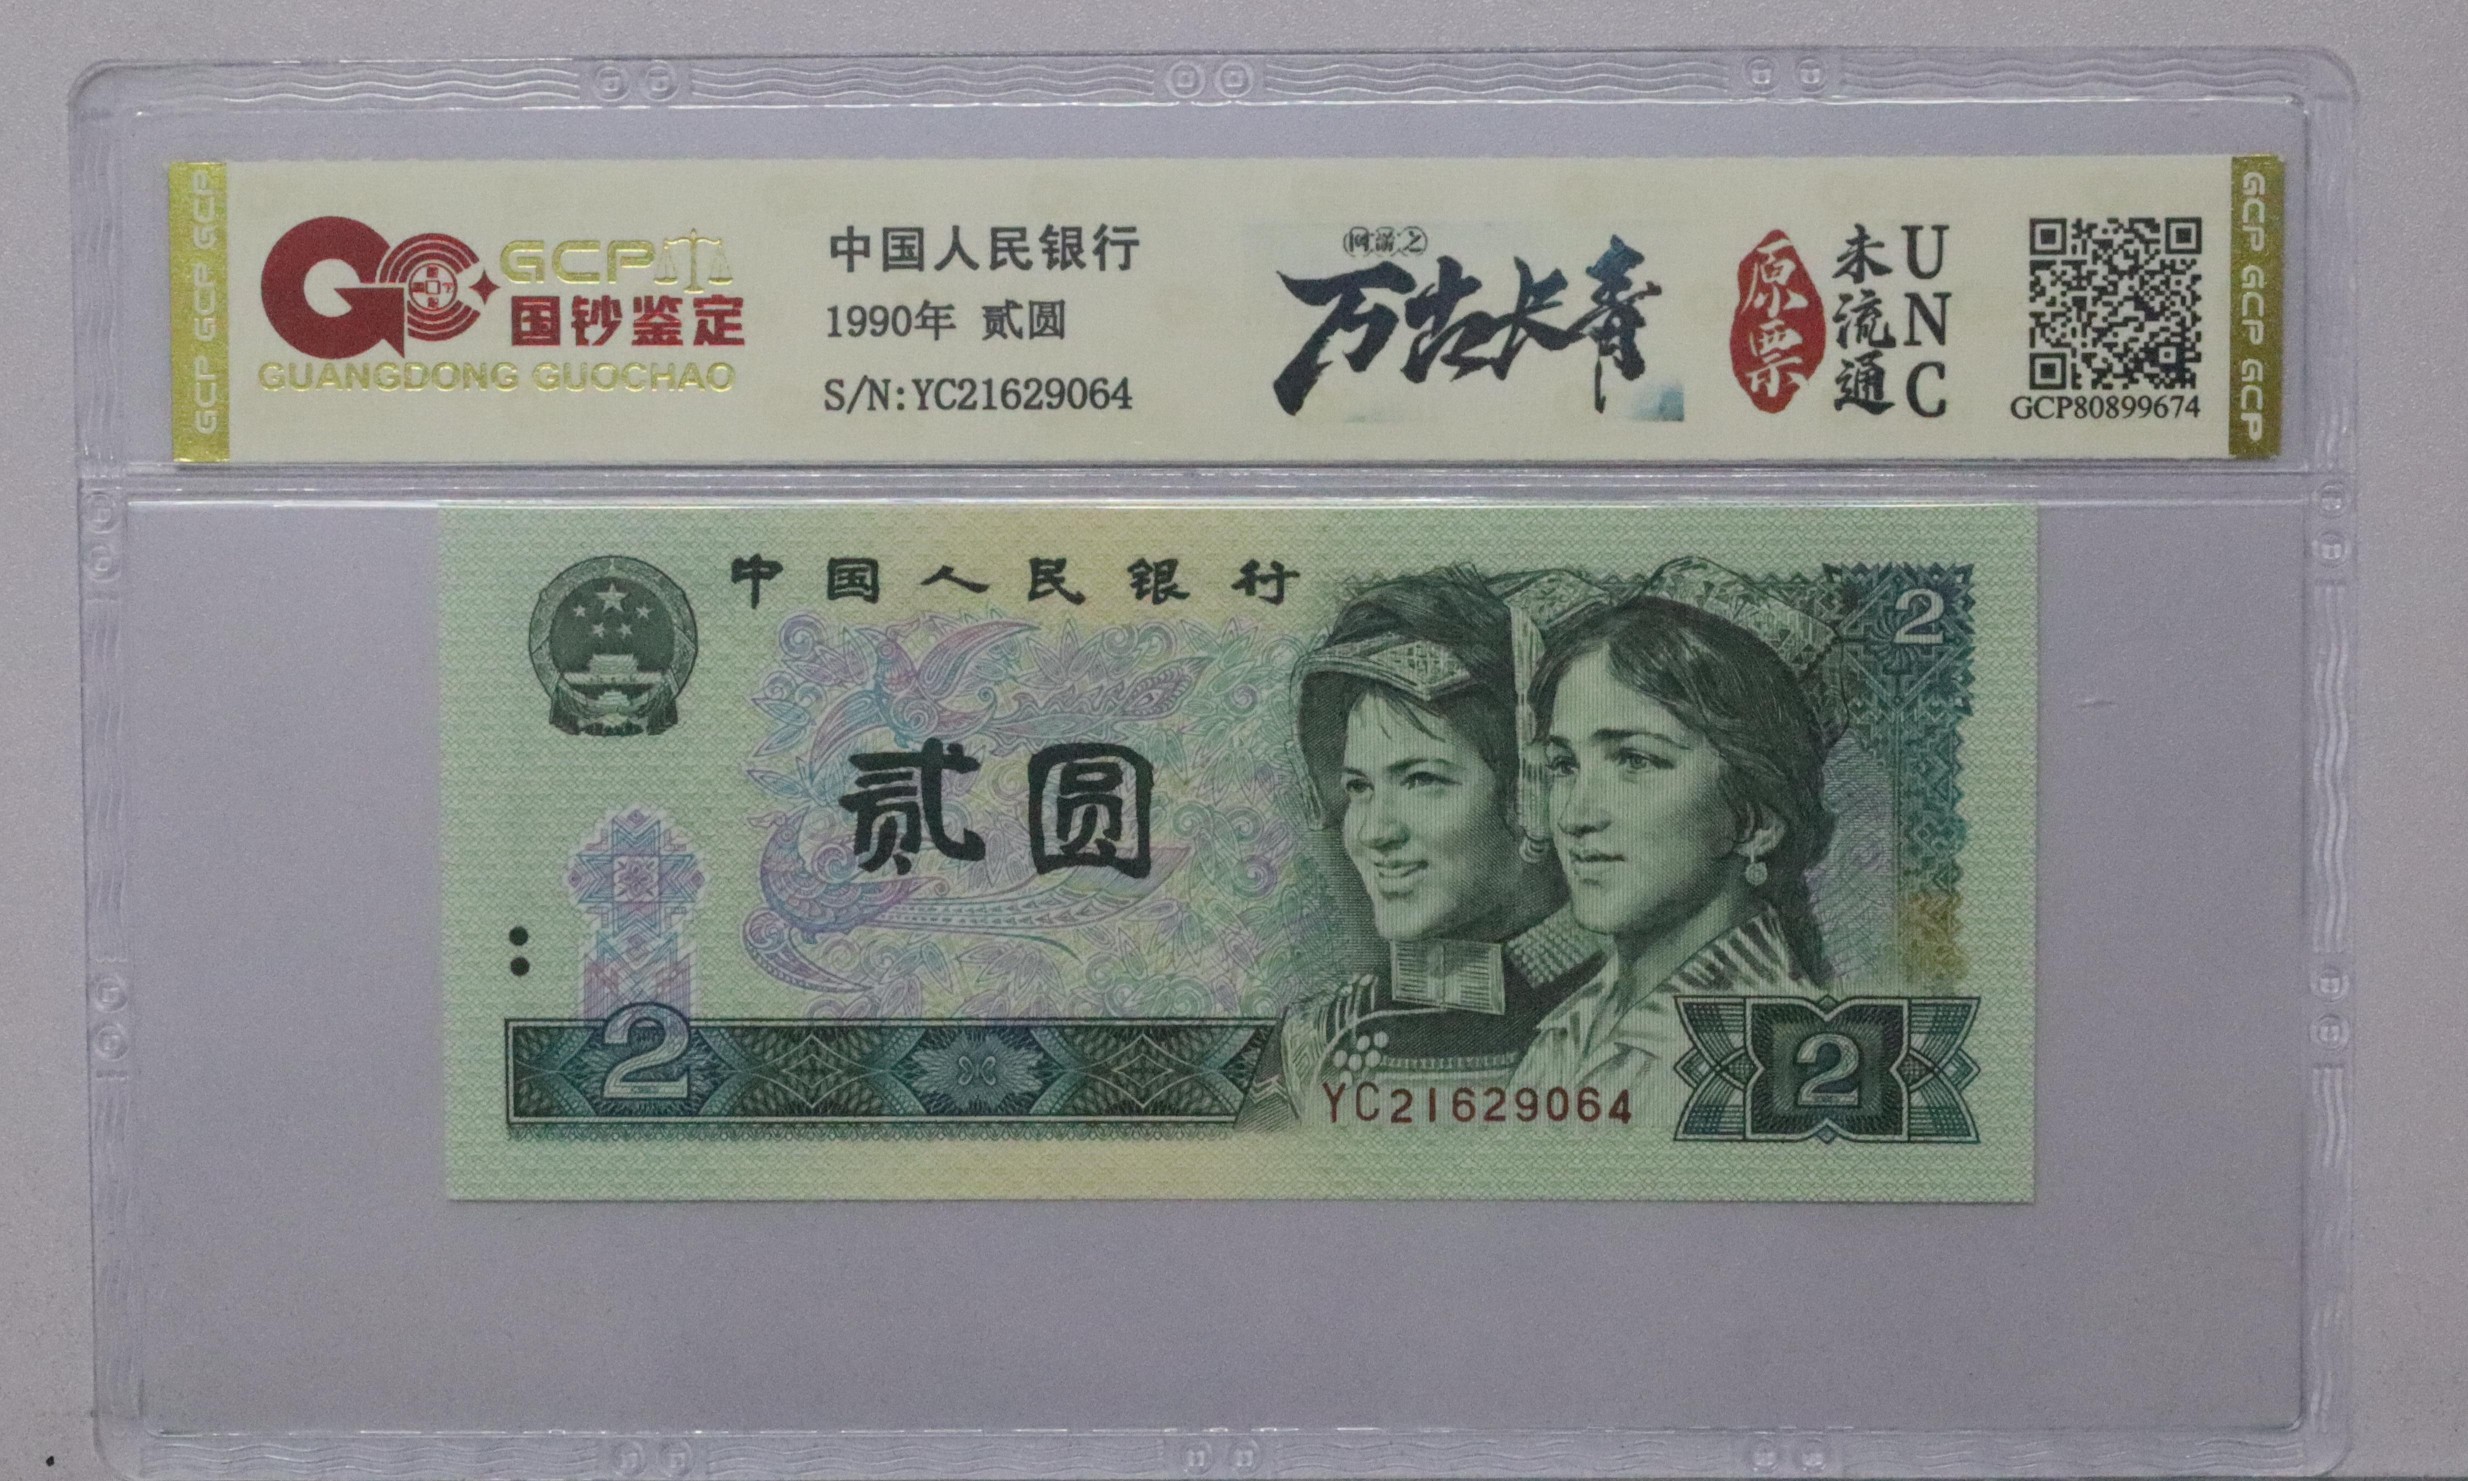 GCP GCP GCP
GCP
国钞鉴定
GUANGDONG GUOCHAO
中国人民银行
1990年 贰圆
S/N:YC21629064
万古长青
原票
未流通
UNC
GCP80899674
GCP GCP GCP
中国人民银行
2
贰圆
2
YC21629064
2